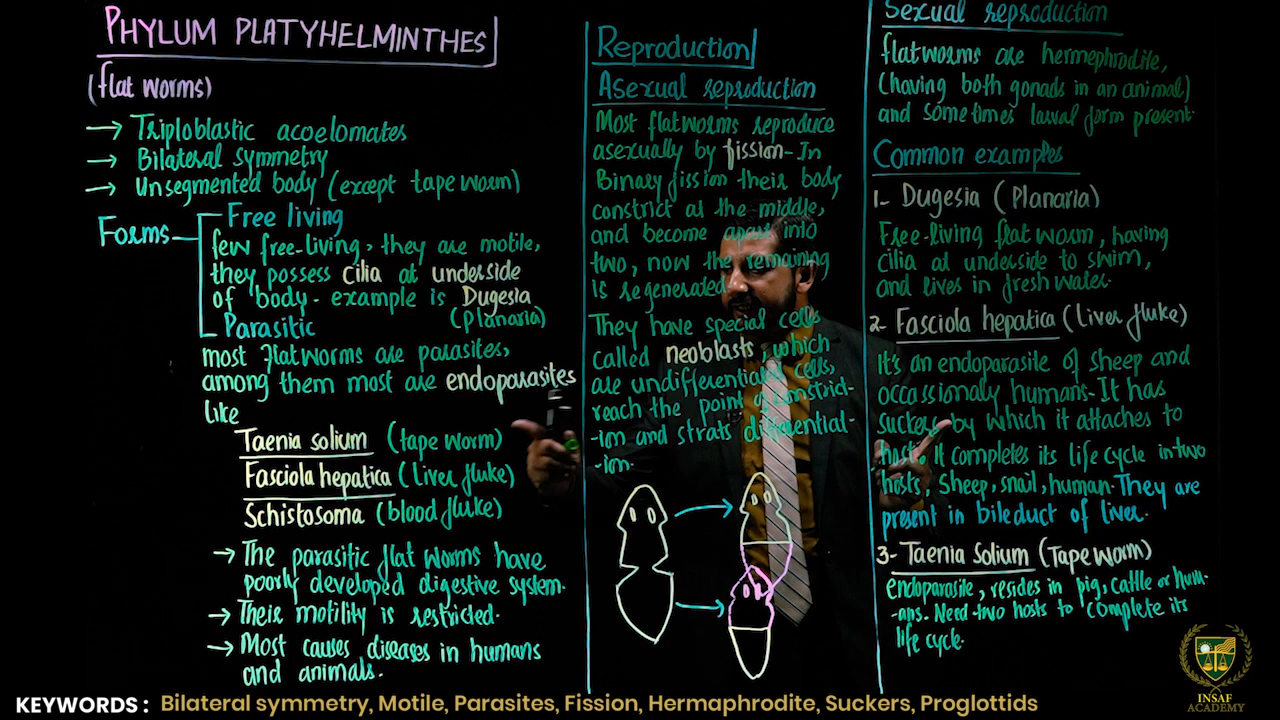 PHYLUM PLATYHELMINTHES
(flat worms)
→ Triploblastic acoelomates
→ Bilateral symmetry
→ Unsegmented body (except tape worm)
Forms
Free living
few free-living, they are motile,
they possess cilia at underside
of body. example is Dugesia
(Planaria)
Parasitic
most flatworms are parasites,
among them most are endoparasites
like
Taenia solium (tape worm)
Fasciola hepatica (liver fluke)
Schistosoma (blood fluke)
→ The parasitic flat worms have
poorly developed digestive system.
→ Their motility is restricted.
→ Most causes diseases in humans
and animals.
Reproduction
Asexual reproduction
Most flatworms reproduce
asexually by fission- In
Binary fission their body
constrict at the middle,
and become apart into
two, now the remaining
is regenerated
They have special cells
called neoblasts, which
are undifferential cells,
reach the point of constrict-
-ion and strats differential-
-ion.
Sexual reproduction
flatworms are hermephrodite,
(having both gonads in an animal)
and sometimes larval form present.
Common examples
1- Dugesia (Planaria)
Free-living flat worm, having
cilia at underside to swim,
and lives in fresh water.
2- Fasciola hepatica (liver fluke)
It's an endoparasite of sheep and
occassionaly humans- It has
suckers by which it attaches to
host. It completes its life cycle in two
hosts, Sheep, snail, human. They are
present in bile duct of liver.
3- Taenia Solium (Tape worm)
endoparasite, resides in pig, cattle or hum-
-ans. Need two hosts to complete its
life cycle.
INSAF
ACADEMY
KEYWORDS : Bilateral symmetry, Motile, Parasites, Fission, Hermaphrodite, Suckers, Proglottids